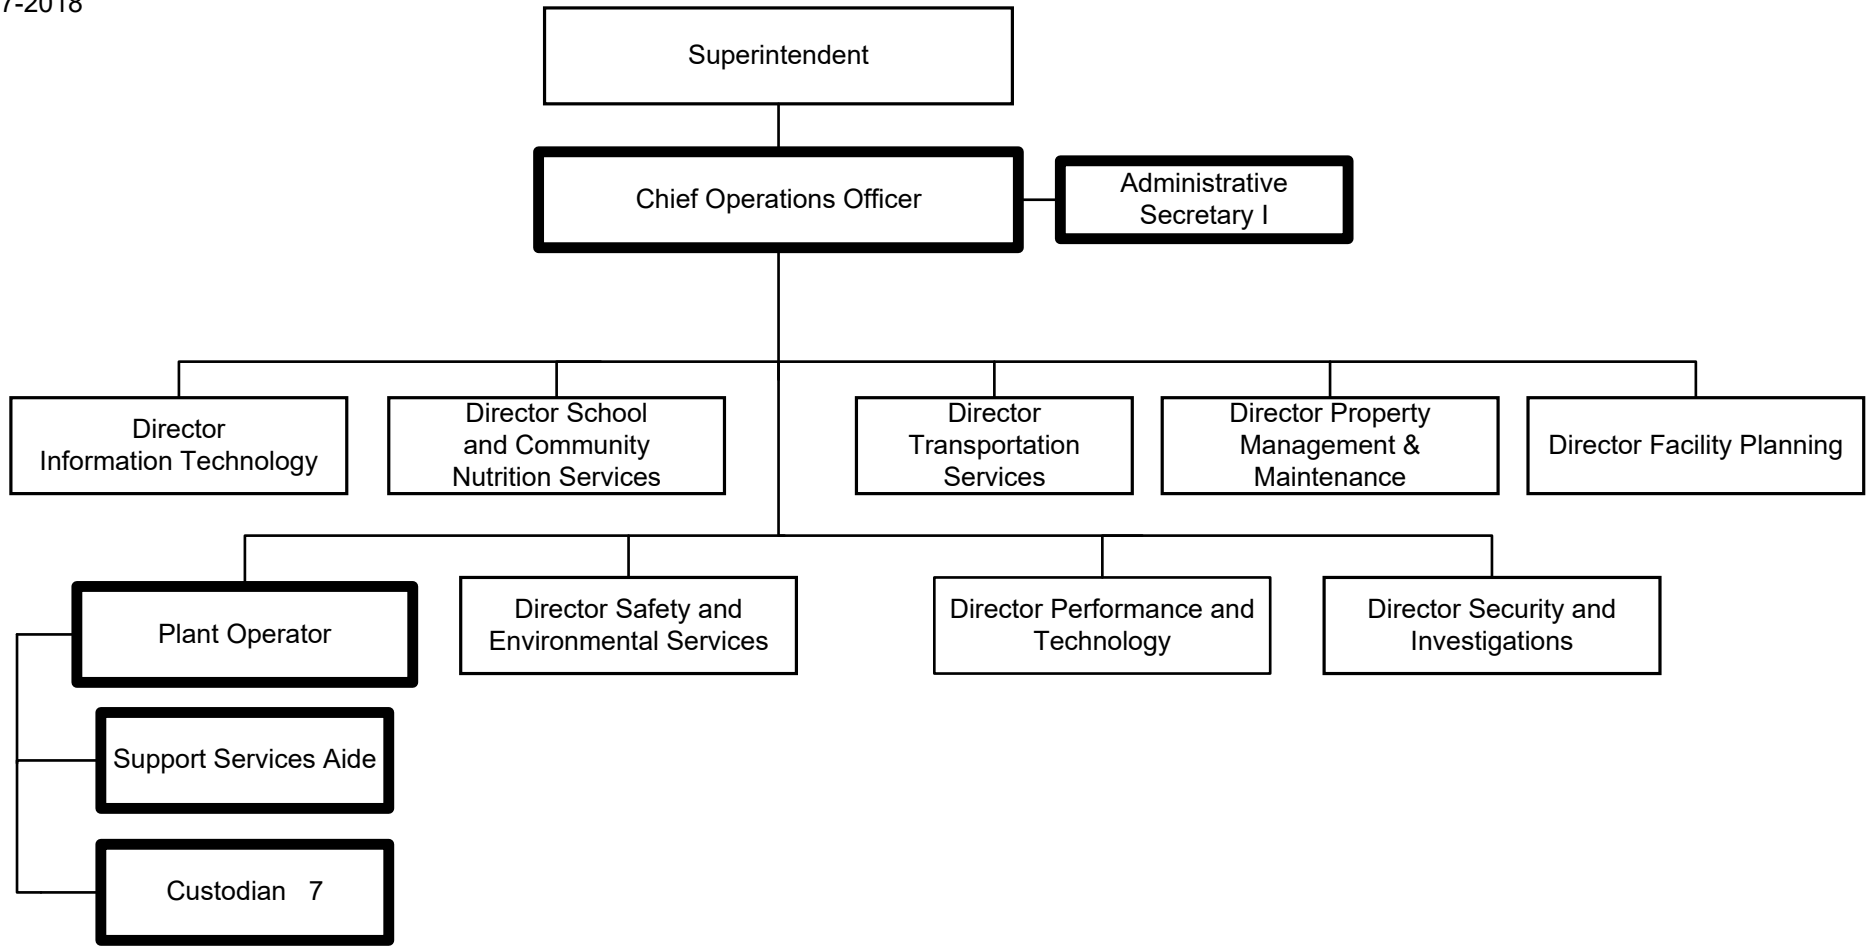 7-2018
Superintendent
Chief Operations Officer
Administrative
Secretary I
Director
Information Technology
Director School
and Community
Nutrition Services
Director
Transportation
Services
Director Property
Management &
Maintenance
Director Facility Planning
Plant Operator
Director Safety and
Environmental Services
Director Performance and
Technology
Director Security and
Investigations
Support Services Aide
Custodian 7